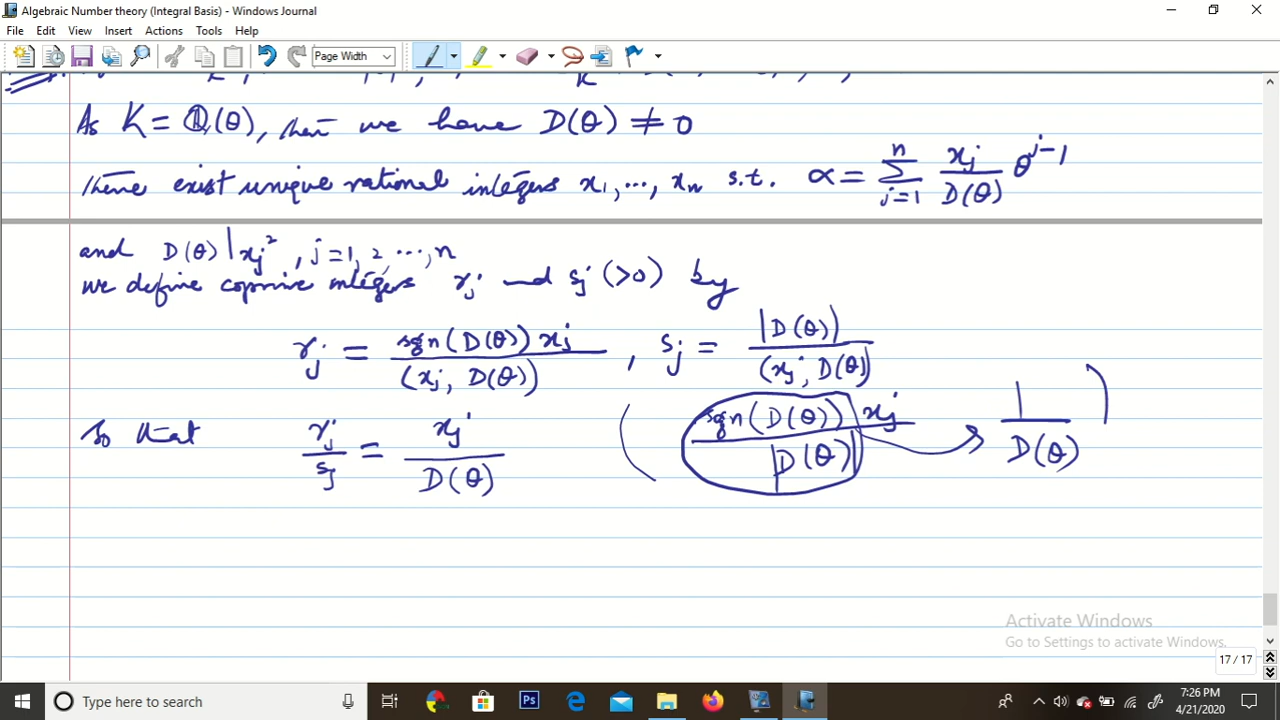 Algebraic Number theory (Integral Basis) - Windows Journal
File Edit View Insert Actions Tools Help
Page Width
As K = ℚ(θ), then we have D(θ) ≠ 0
There exist unique rational integers x₁, ..., xₙ s.t. α = ∑_{j=1}^{n} xⱼ/D(θ) θ^{j-1}
and D(θ) | xⱼ², j = 1, 2, ..., n
we define coprime integers rⱼ and sⱼ (>0) by
rⱼ = sgn(D(θ)) xⱼ / (xⱼ, D(θ)), sⱼ = |D(θ)| / (xⱼ, D(θ))
So that rⱼ/sⱼ = xⱼ/D(θ) ( sgn(D(θ)) xⱼ / |D(θ)| → 1/D(θ) )
Activate Windows
Go to Settings to activate Windows.
17 / 17
Type here to search
Ps
7:26 PM
4/21/2020